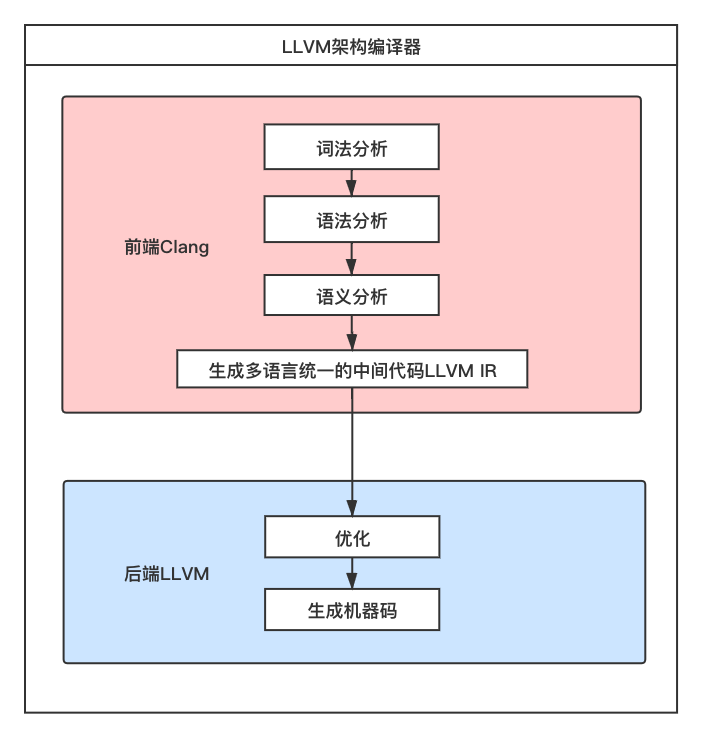 LLVM架构编译器
词法分析
语法分析
前端Clang
语义分析
生成多语言统一的中间代码LLVM IR
优化
后端LLVM
生成机器码